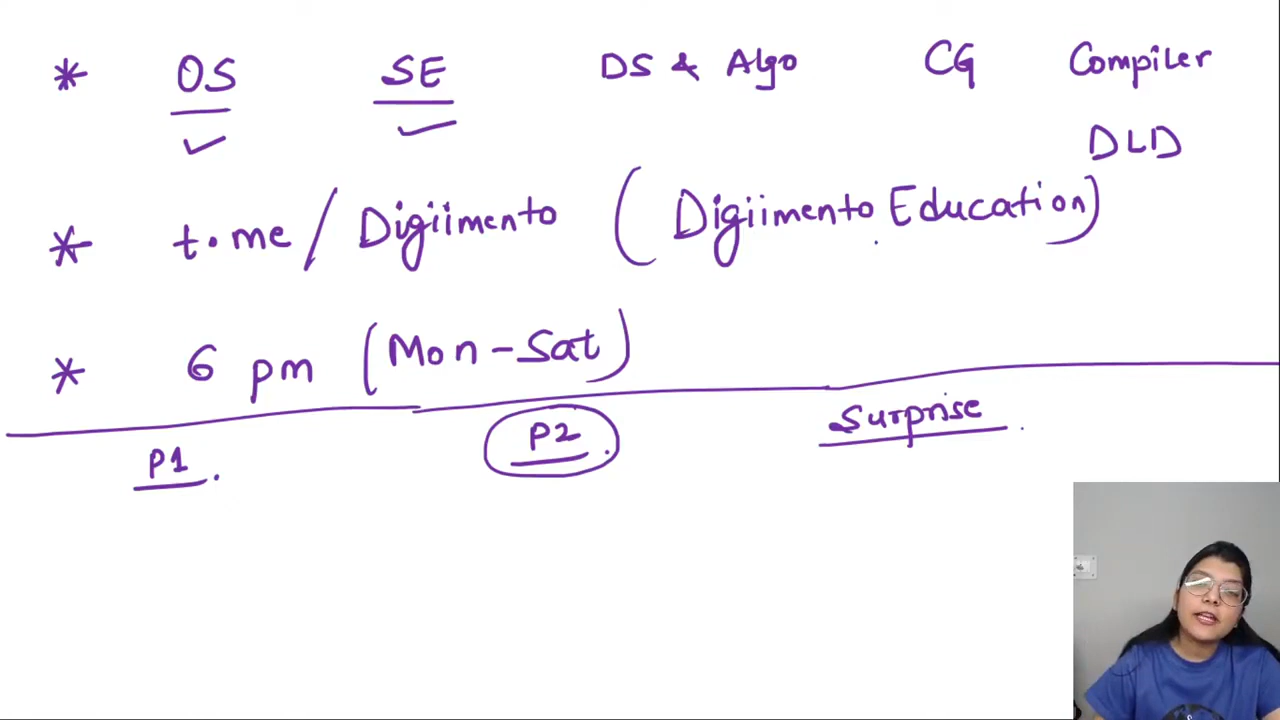 * OS SE DS & Algo CG Compiler
DLD
* t.me/Digiimento (Digiimento Education)
* 6 pm (Mon-Sat)
P1. P2. Surprise.